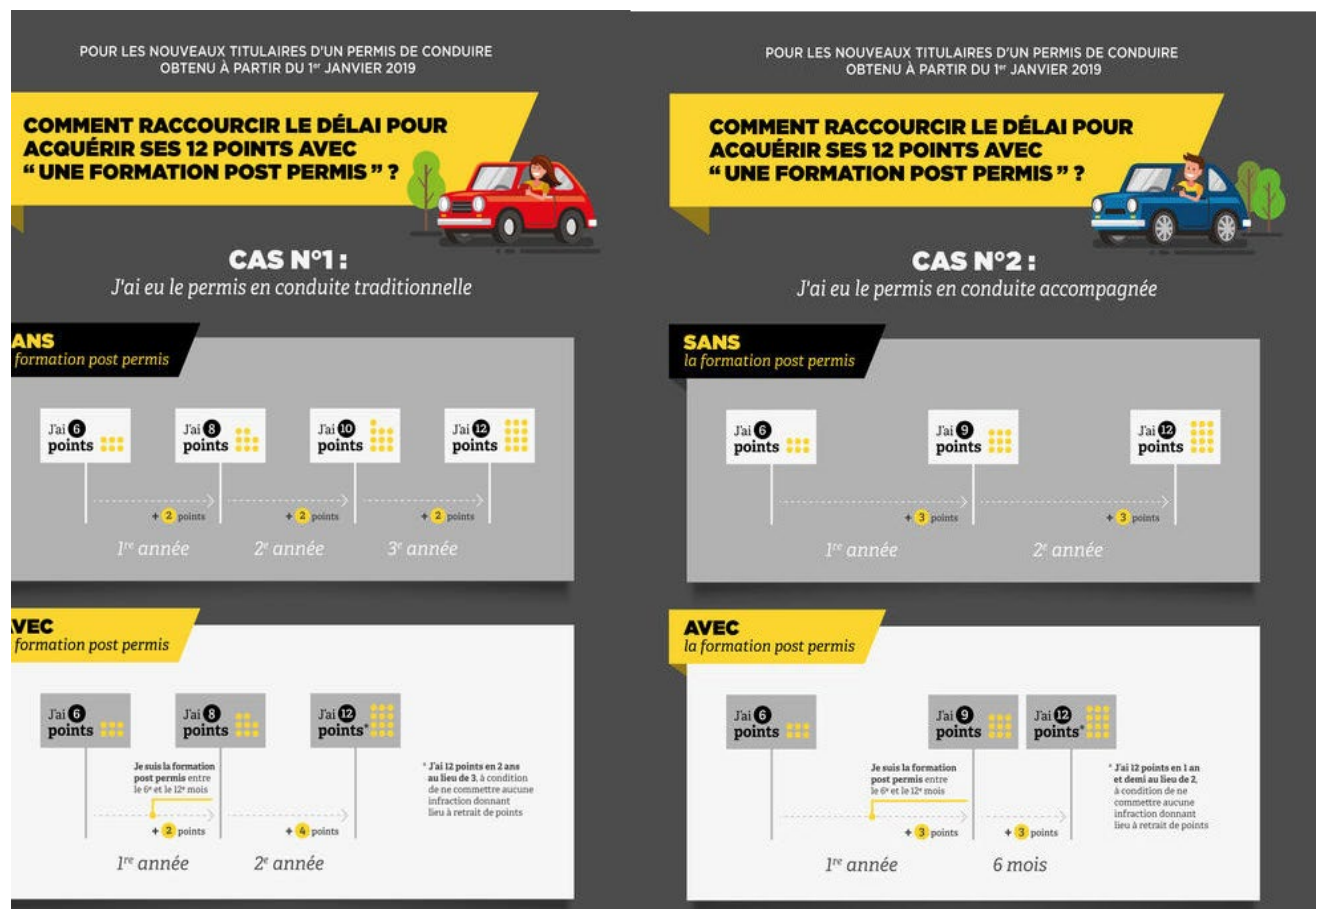 POUR LES NOUVEAUX TITULAIRES D'UN PERMIS DE CONDUIRE
OBTENU À PARTIR DU 1er JANVIER 2019
COMMENT RACCOURCIR LE DÉLAI POUR
ACQUÉRIR SES 12 POINTS AVEC
“ UNE FORMATION POST PERMIS ” ?
CAS N°1 :
J'ai eu le permis en conduite traditionnelle
ANS
formation post permis
J'ai 6
points
J'ai 8
points
J'ai 10
points
J'ai 12
points
+ 2 points
+ 2 points
+ 2 points
1re année
2e année
3e année
VEC
formation post permis
J'ai 6
points
J'ai 8
points
J'ai 12
points*
Je suis la formation
post permis entre
le 6e et le 12e mois
+ 2 points
+ 4 points
1re année
2e année
* J'ai 12 points en 2 ans
au lieu de 3, à condition
de ne commettre aucune
infraction donnant
lieu à retrait de points
POUR LES NOUVEAUX TITULAIRES D'UN PERMIS DE CONDUIRE
OBTENU À PARTIR DU 1er JANVIER 2019
COMMENT RACCOURCIR LE DÉLAI POUR
ACQUÉRIR SES 12 POINTS AVEC
“ UNE FORMATION POST PERMIS ” ?
CAS N°2 :
J'ai eu le permis en conduite accompagnée
SANS
la formation post permis
J'ai 6
points
J'ai 9
points
J'ai 12
points
+ 3 points
+ 3 points
1re année
2e année
AVEC
la formation post permis
J'ai 6
points
J'ai 9
points
J'ai 12
points*
Je suis la formation
post permis entre
le 6e et le 12e mois
+ 3 points
+ 3 points
1re année
6 mois
* J'ai 12 points en 1 an
et demi au lieu de 2,
à condition de ne
commettre aucune
infraction donnant
lieu à retrait de points